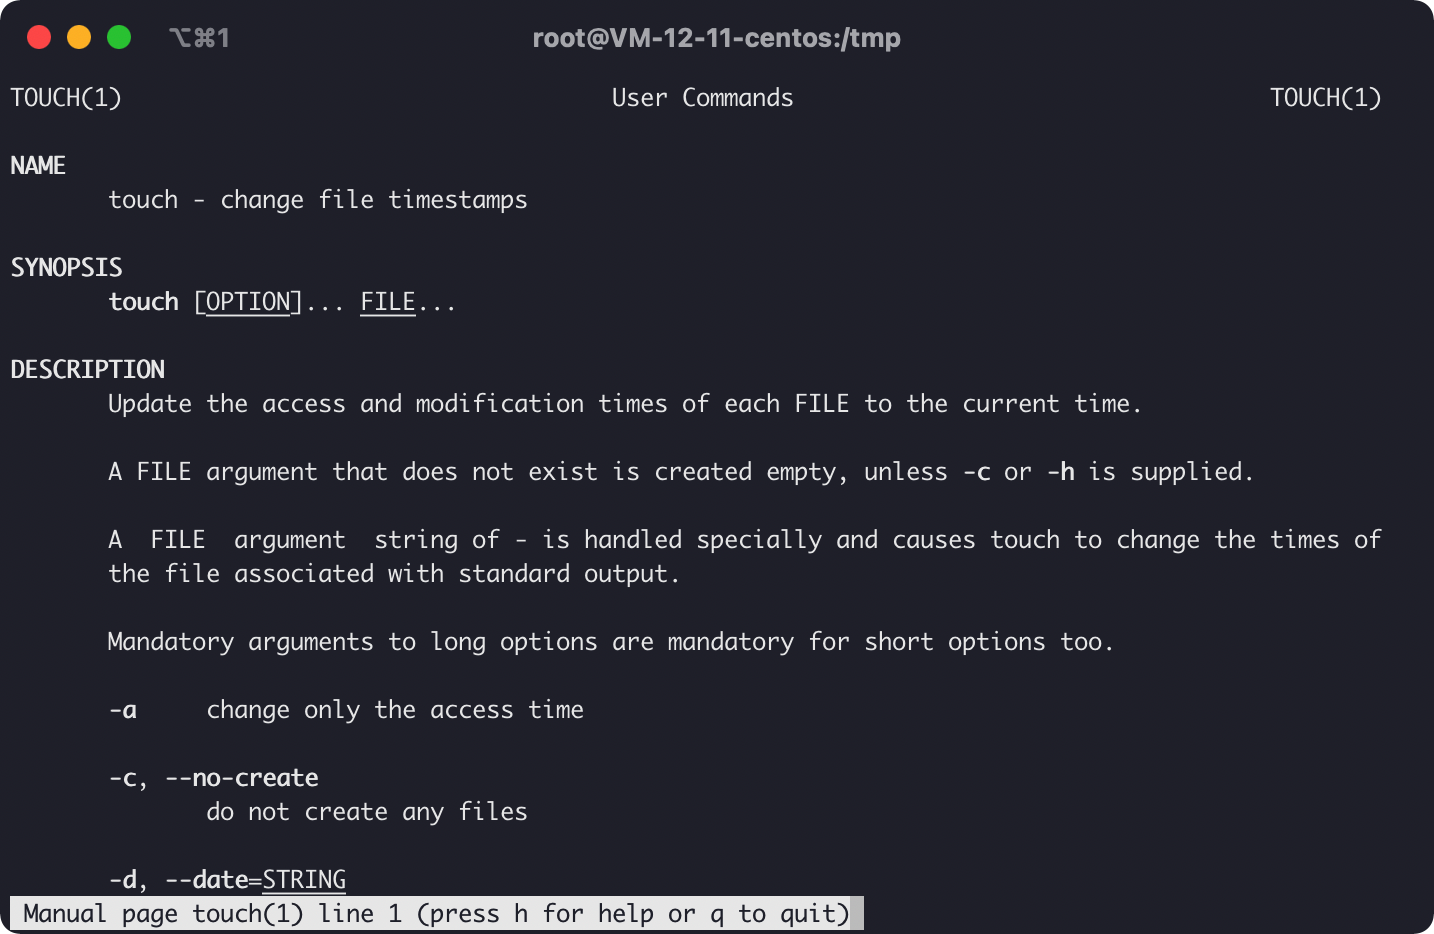 ⌥⌘1 root@VM-12-11-centos:/tmp
TOUCH(1) User Commands TOUCH(1)
NAME
touch - change file timestamps
SYNOPSIS
touch [OPTION]... FILE...
DESCRIPTION
Update the access and modification times of each FILE to the current time.
A FILE argument that does not exist is created empty, unless -c or -h is supplied.
A  FILE  argument  string of - is handled specially and causes touch to change the times of
the file associated with standard output.
Mandatory arguments to long options are mandatory for short options too.
-a     change only the access time
-c, --no-create
do not create any files
-d, --date=STRING
Manual page touch(1) line 1 (press h for help or q to quit)